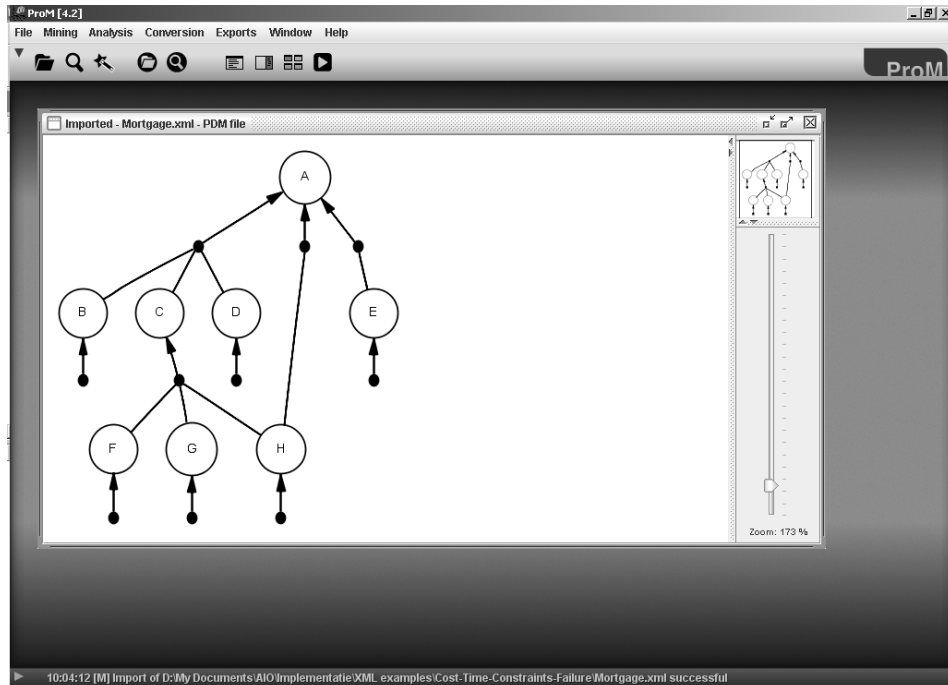 ProM [4.2]
File Mining Analysis Conversion Exports Window Help
ProM
Imported - Mortgage.xml - PDM file
A
B C D E
F G H
Zoom: 173 %
10:04:12 [M] Import of D:\My Documents\AIO\Implementatie\XML examples\Cost-Time-Constraints-Failure\Mortgage.xml successful